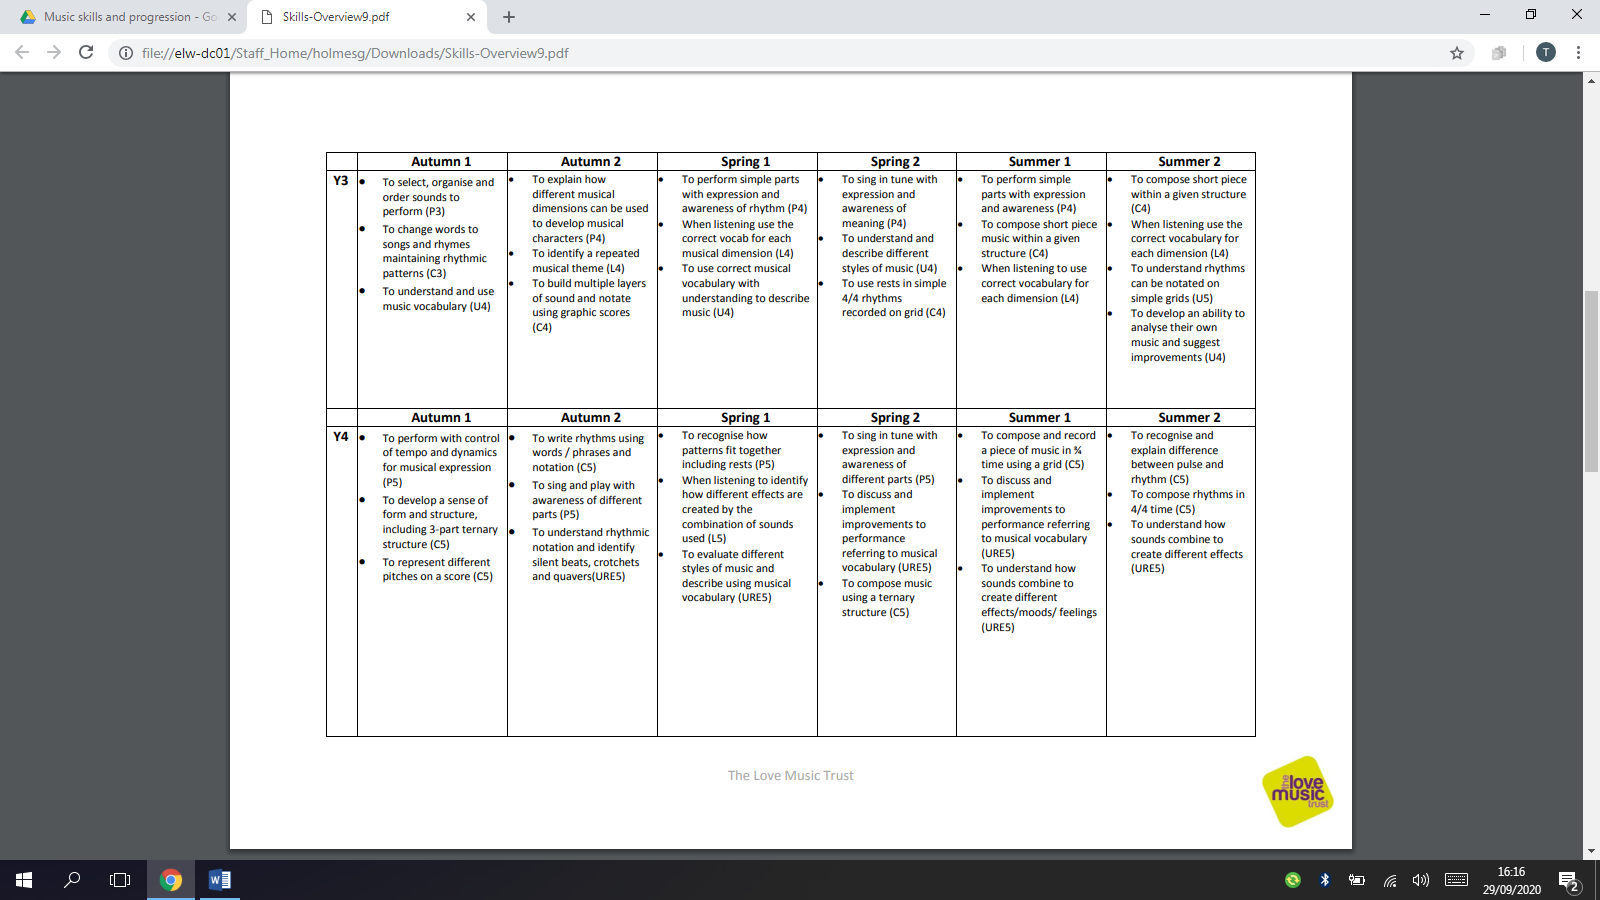 Music skills and progression - Go
Skills-Overview9.pdf
file://elw-dc01/Staff_Home/holmesg/Downloads/Skills-Overview9.pdf
T
Autumn 1
Autumn 2
Spring 1
Spring 2
Summer 1
Summer 2
Y3
• To select, organise and
order sounds to
perform (P3)
• To change words to
songs and rhymes
maintaining rhythmic
patterns (C3)
• To understand and use
music vocabulary (U4)
• To explain how
different musical
dimensions can be used
to develop musical
characters (P4)
• To identify a repeated
musical theme (L4)
• To build multiple layers
of sound and notate
using graphic scores
(C4)
• To perform simple parts
with expression and
awareness of rhythm (P4)
• When listening use the
correct vocab for each
musical dimension (L4)
• To use correct musical
vocabulary with
understanding to describe
music (U4)
• To sing in tune with
expression and
awareness of
meaning (P4)
• To understand and
describe different
styles of music (U4)
• To use rests in simple
4/4 rhythms
recorded on grid (C4)
• To perform simple
parts with expression
and awareness (P4)
• To compose short piece
music within a given
structure (C4)
• When listening to use
correct vocabulary for
each dimension (L4)
• To compose short piece
within a given structure
(C4)
• When listening use the
correct vocabulary for
each dimension (L4)
• To understand rhythms
can be notated on
simple grids (U5)
• To develop an ability to
analyse their own
music and suggest
improvements (U4)
Autumn 1
Autumn 2
Spring 1
Spring 2
Summer 1
Summer 2
Y4
• To perform with control
of tempo and dynamics
for musical expression
(P5)
• To develop a sense of
form and structure,
including 3-part ternary
structure (C5)
• To represent different
pitches on a score (C5)
• To write rhythms using
words / phrases and
notation (C5)
• To sing and play with
awareness of different
parts (P5)
• To understand rhythmic
notation and identify
silent beats, crotchets
and quavers(URE5)
• To recognise how
patterns fit together
including rests (P5)
• When listening to identify
how different effects are
created by the
combination of sounds
used (L5)
• To evaluate different
styles of music and
describe using musical
vocabulary (URE5)
• To sing in tune with
expression and
awareness of
different parts (P5)
• To discuss and
implement
improvements to
performance
referring to musical
vocabulary (URE5)
• To compose music
using a ternary
structure (C5)
• To compose and record
a piece of music in ¾
time using a grid (C5)
• To discuss and
implement
improvements to
performance referring
to musical vocabulary
(URE5)
• To understand how
sounds combine to
create different
effects/moods/ feelings
(URE5)
• To recognise and
explain difference
between pulse and
rhythm (C5)
• To compose rhythms in
4/4 time (C5)
• To understand how
sounds combine to
create different effects
(URE5)
The Love Music Trust
the
love
music
trust
16:16
29/09/2020
2